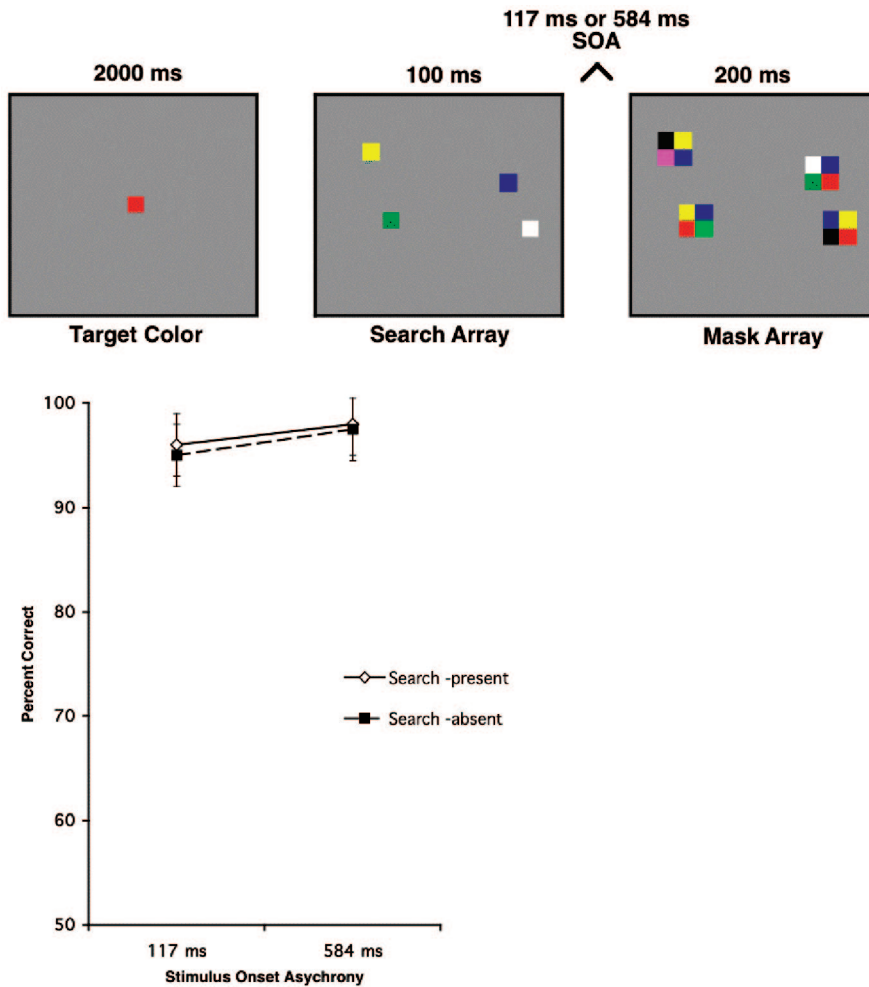 117 ms or 584 ms
SOA
2000 ms
100 ms
200 ms
Target Color
Search Array
Mask Array
100
90
80
70
60
50
Percent Correct
Search -present
Search -absent
117 ms
584 ms
Stimulus Onset Asychrony